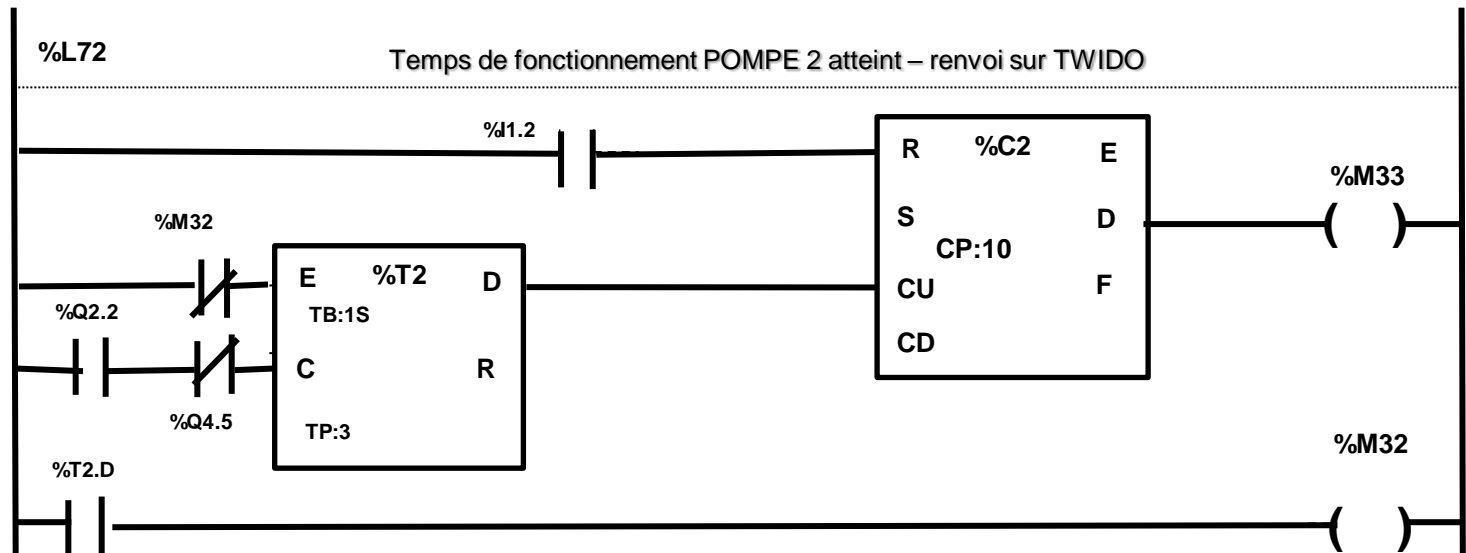 %L72
Temps de fonctionnement POMPE 2 atteint – renvoi sur TWIDO
%I1.2
R %C2 E
%M33
%M32
S D
CP:10
E %T2 D
CU F
%Q2.2
TB:1S
CD
C R
%Q4.5
TP:3
%M32
%T2.D
( )
( )